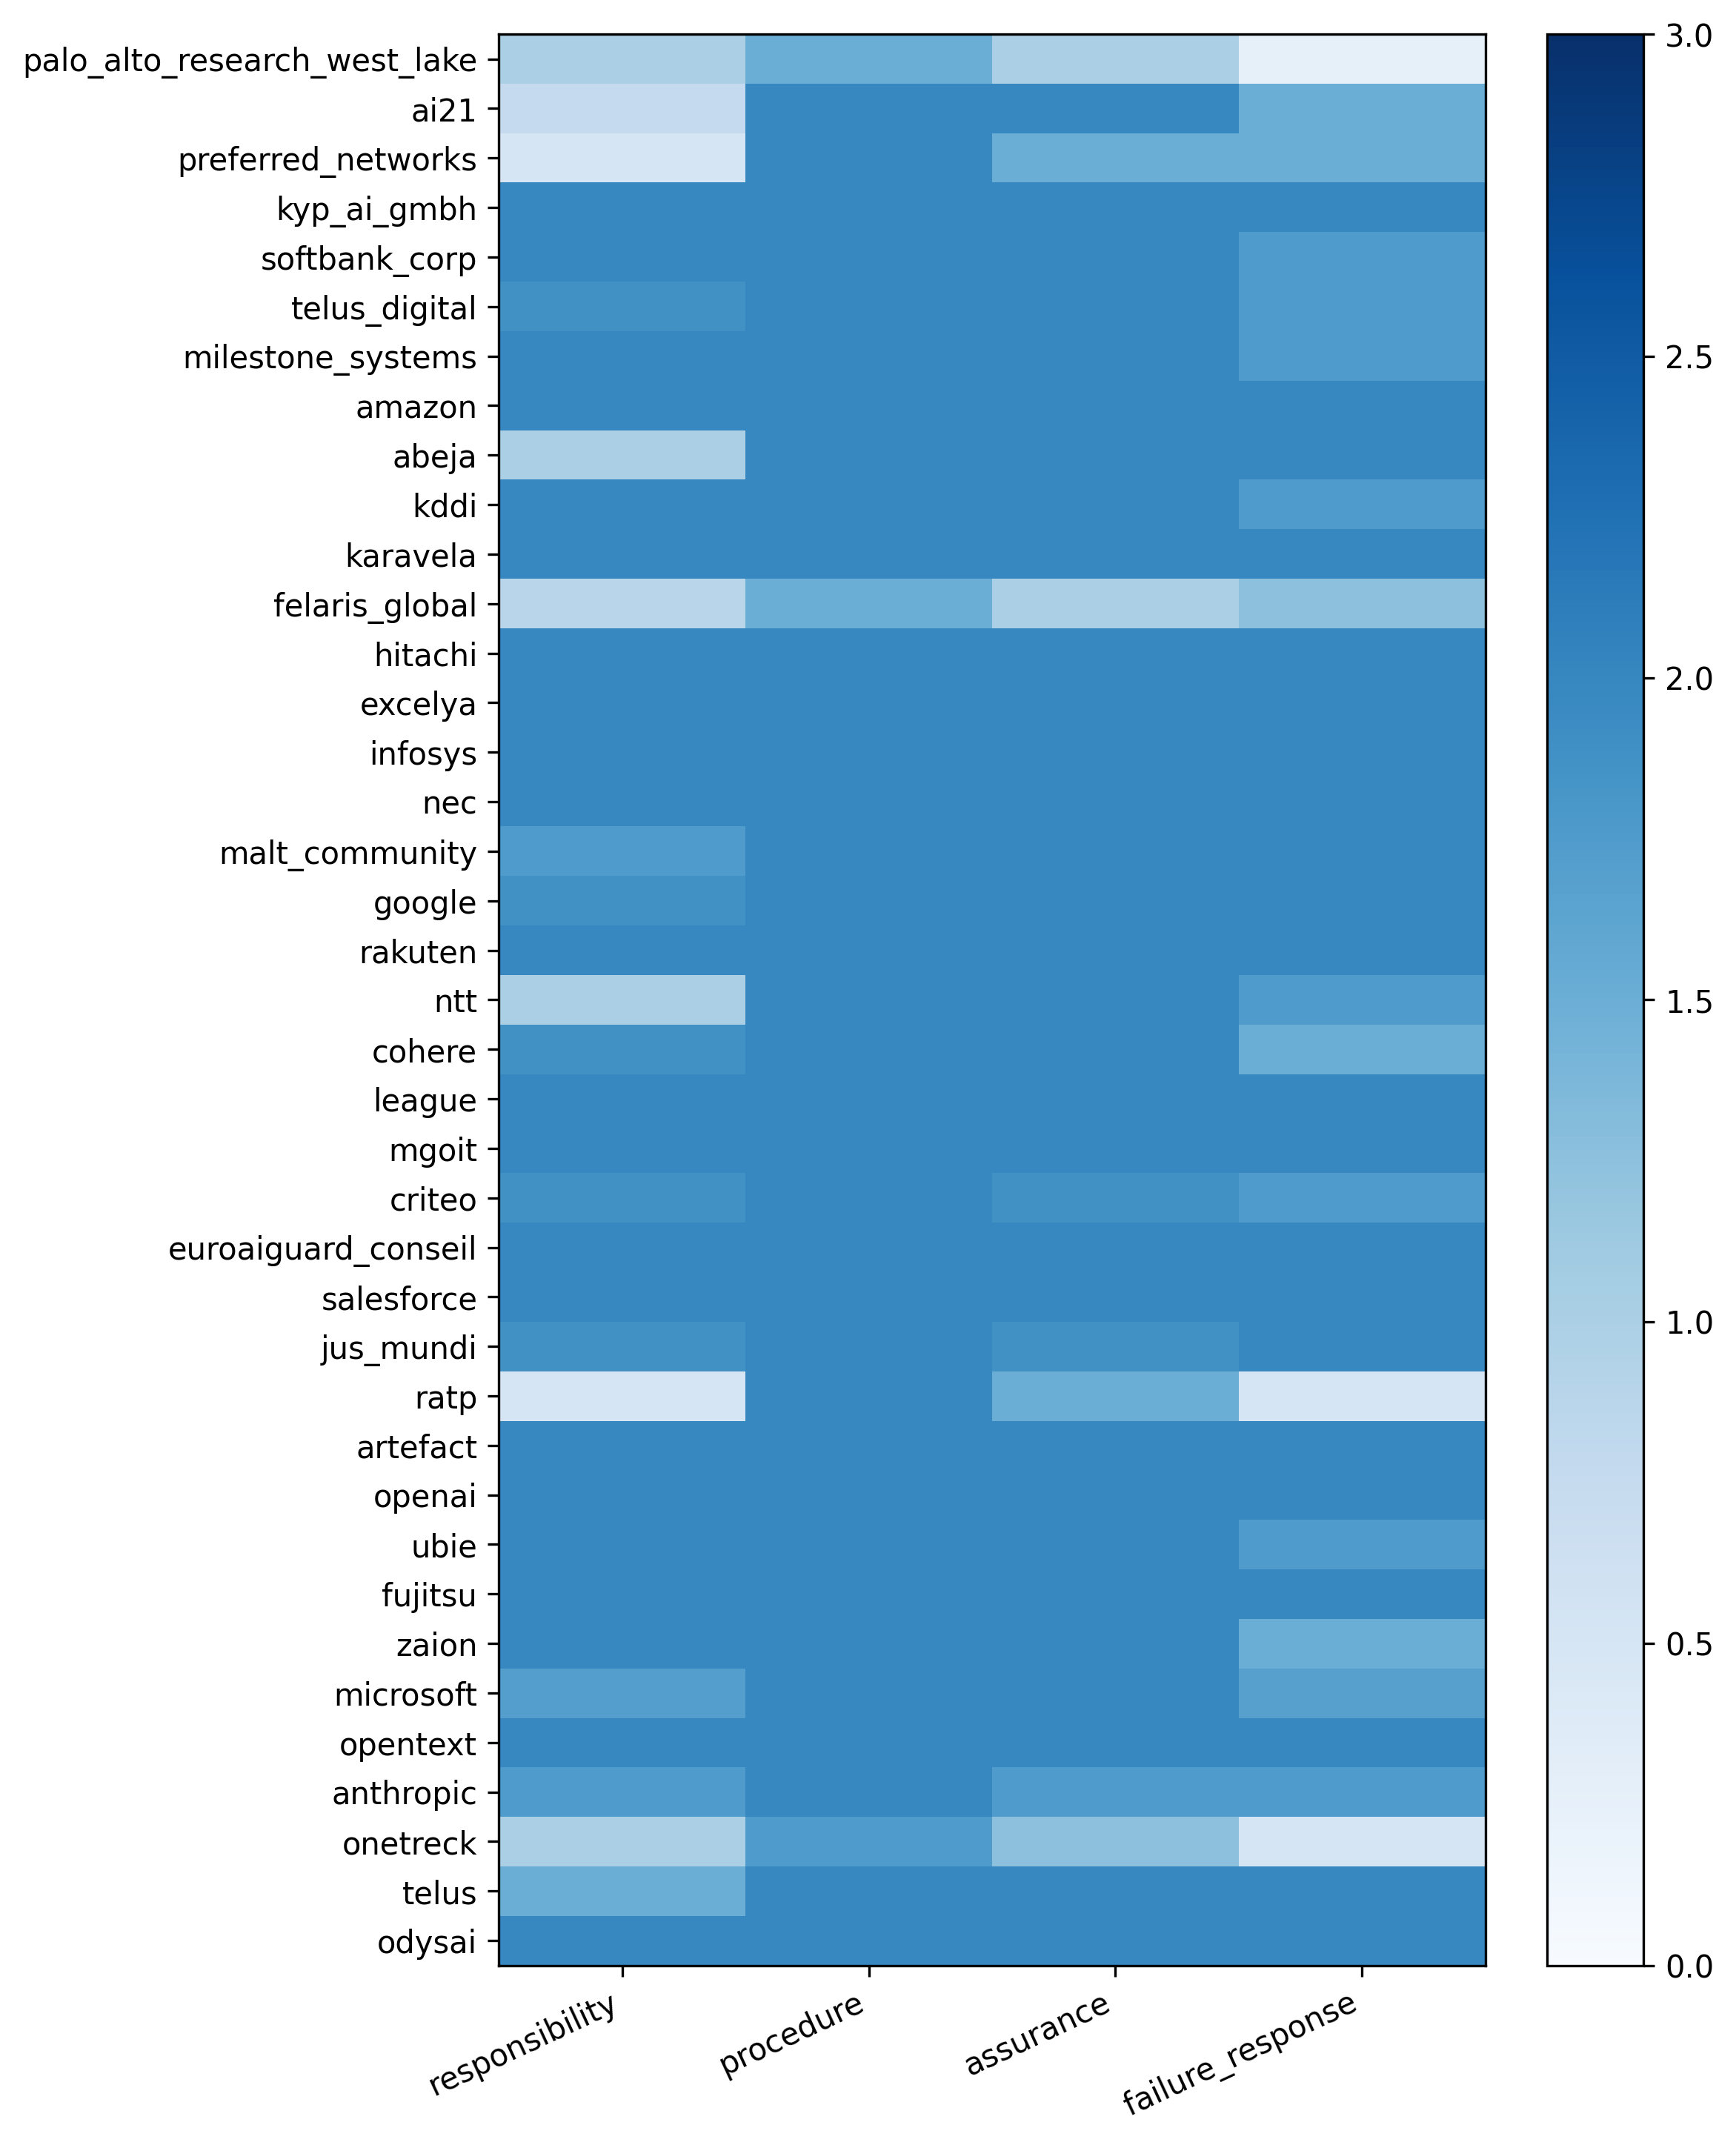 palo_alto_research_west_lake
ai21
preferred_networks
kyp_ai_gmbh
softbank_corp
telus_digital
milestone_systems
amazon
abeja
kddi
karavela
felaris_global
hitachi
excelya
infosys
nec
malt_community
google
rakuten
ntt
cohere
league
mgoit
criteo
euroaiguard_conseil
salesforce
jus_mundi
ratp
artefact
openai
ubie
fujitsu
zaion
microsoft
opentext
anthropic
onetreck
telus
odysai
responsibility
procedure
assurance
failure_response
3.0
2.5
2.0
1.5
1.0
0.5
0.0